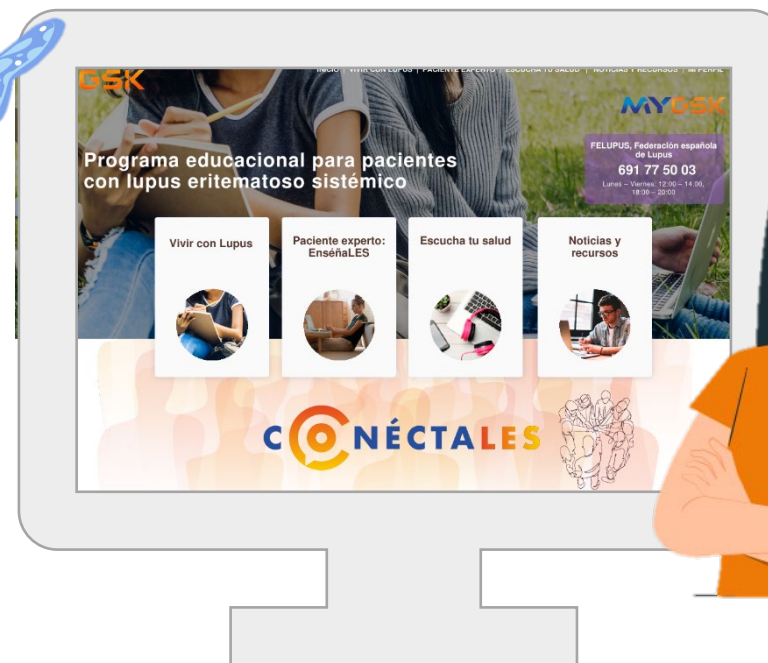 GSK
INICIO | VIVIR CON LUPUS | PACIENTE EXPERTO | ESCUCHA TU SALUD | NOTICIAS Y RECURSOS | MI PERFIL
MYGSK
Programa educacional para pacientes
con lupus eritematoso sistémico
FELUPUS, Federación española
de Lupus
691 77 50 03
Lunes – Viernes: 12:00 – 14:00,
18:00 – 20:00
Vivir con Lupus
Paciente experto:
EnséñaLES
Escucha tu salud
Noticias y
recursos
CONÉCTALES